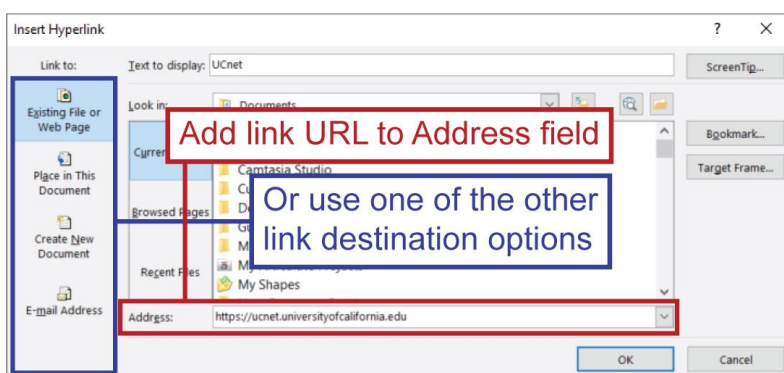 Insert Hyperlink
? X
Link to:
Text to display: UCnet
ScreenTip...
Existing File or
Web Page
Look in: Documents
Add link URL to Address field
Bookmark...
Place in This
Document
Camtasia Studio
Target Frame...
Or use one of the other
link destination options
Browsed Pages
Create New
Document
Recent Files
My Shapes
E-mail Address
Address: https://ucnet.universityofcalifornia.edu
OK Cancel